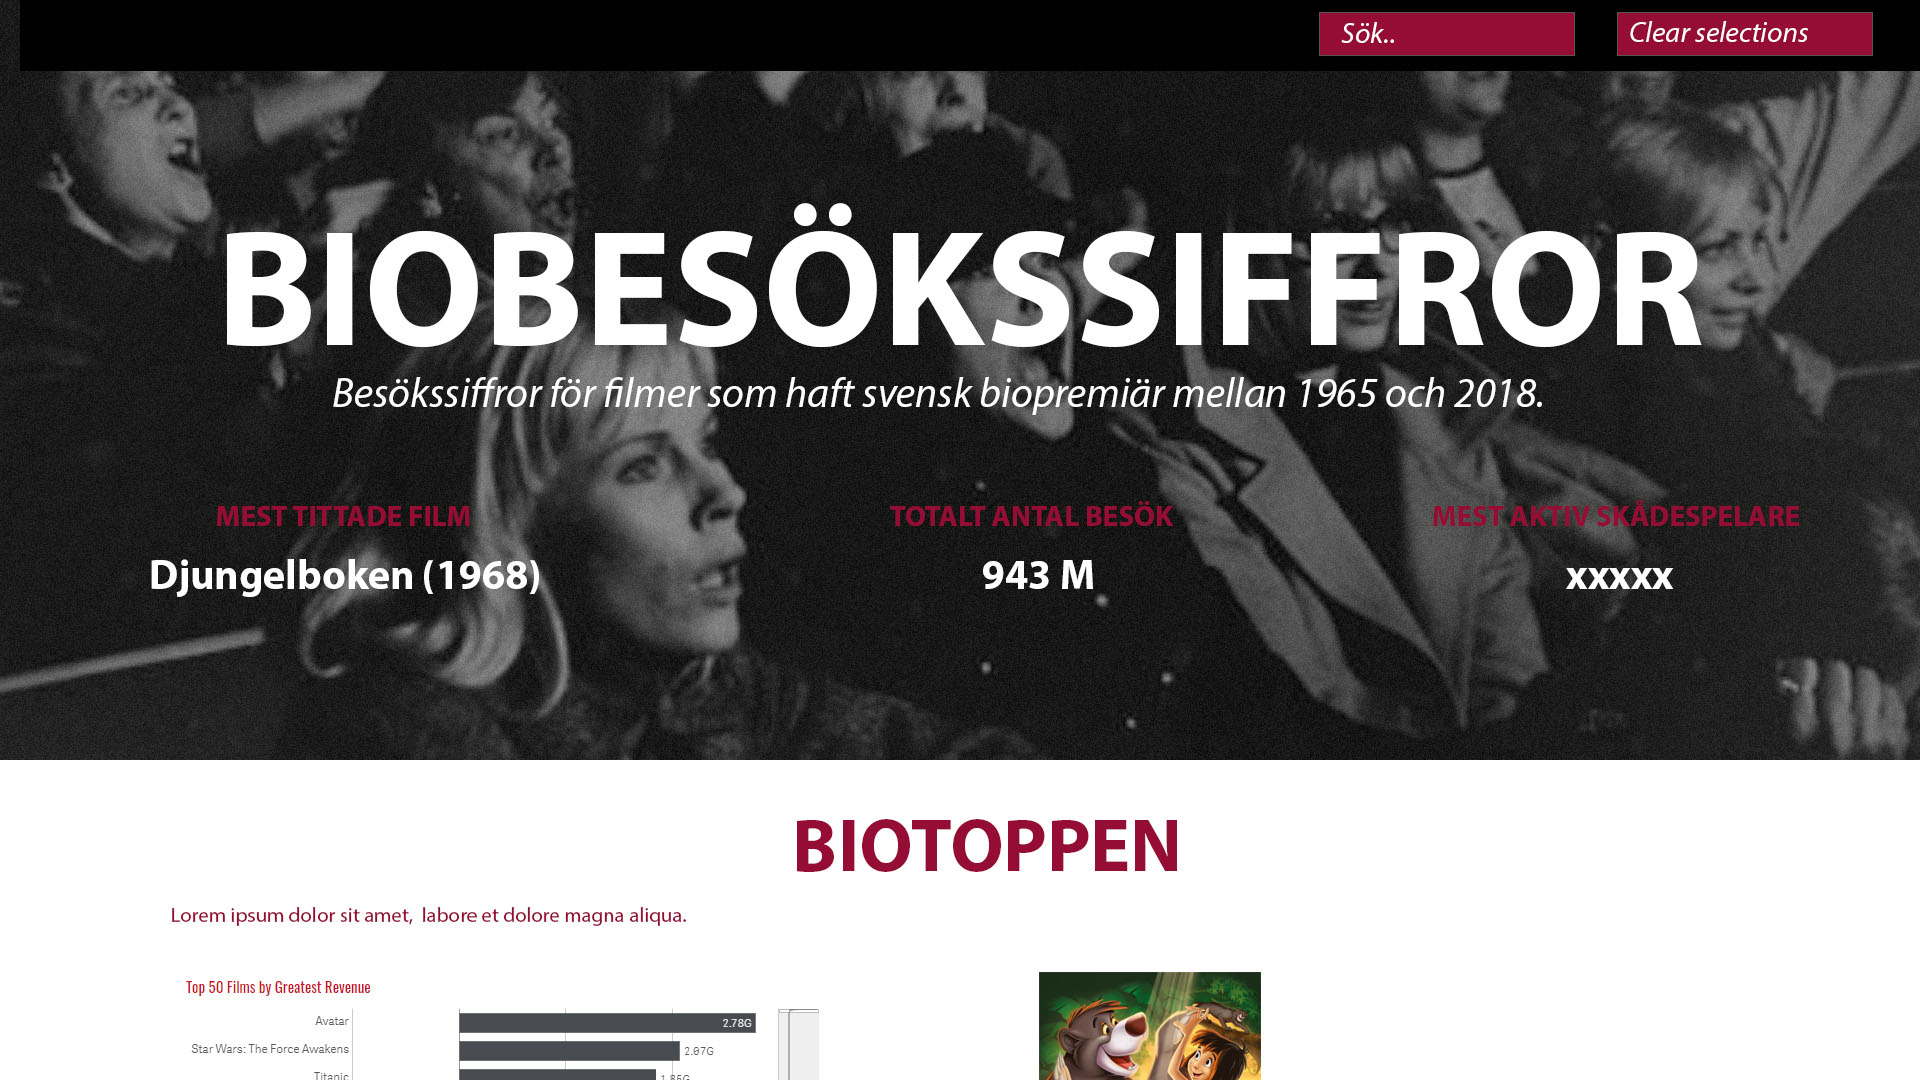 Sök..
Clear selections
BIOBESÖKSSIFFROR
Besökssiffror för filmer som haft svensk biopremiär mellan 1965 och 2018.
MEST TITTADE FILM
TOTALT ANTAL BESÖK
MEST AKTIV SKÅDESPELARE
Djungelboken (1968)
943 M
xxxxx
BIOTOPPEN
Lorem ipsum dolor sit amet, labore et dolore magna aliqua.
Top 50 Films by Greatest Revenue
Avatar
2.78G
Star Wars: The Force Awakens
2.07G
Titanic
1.85G